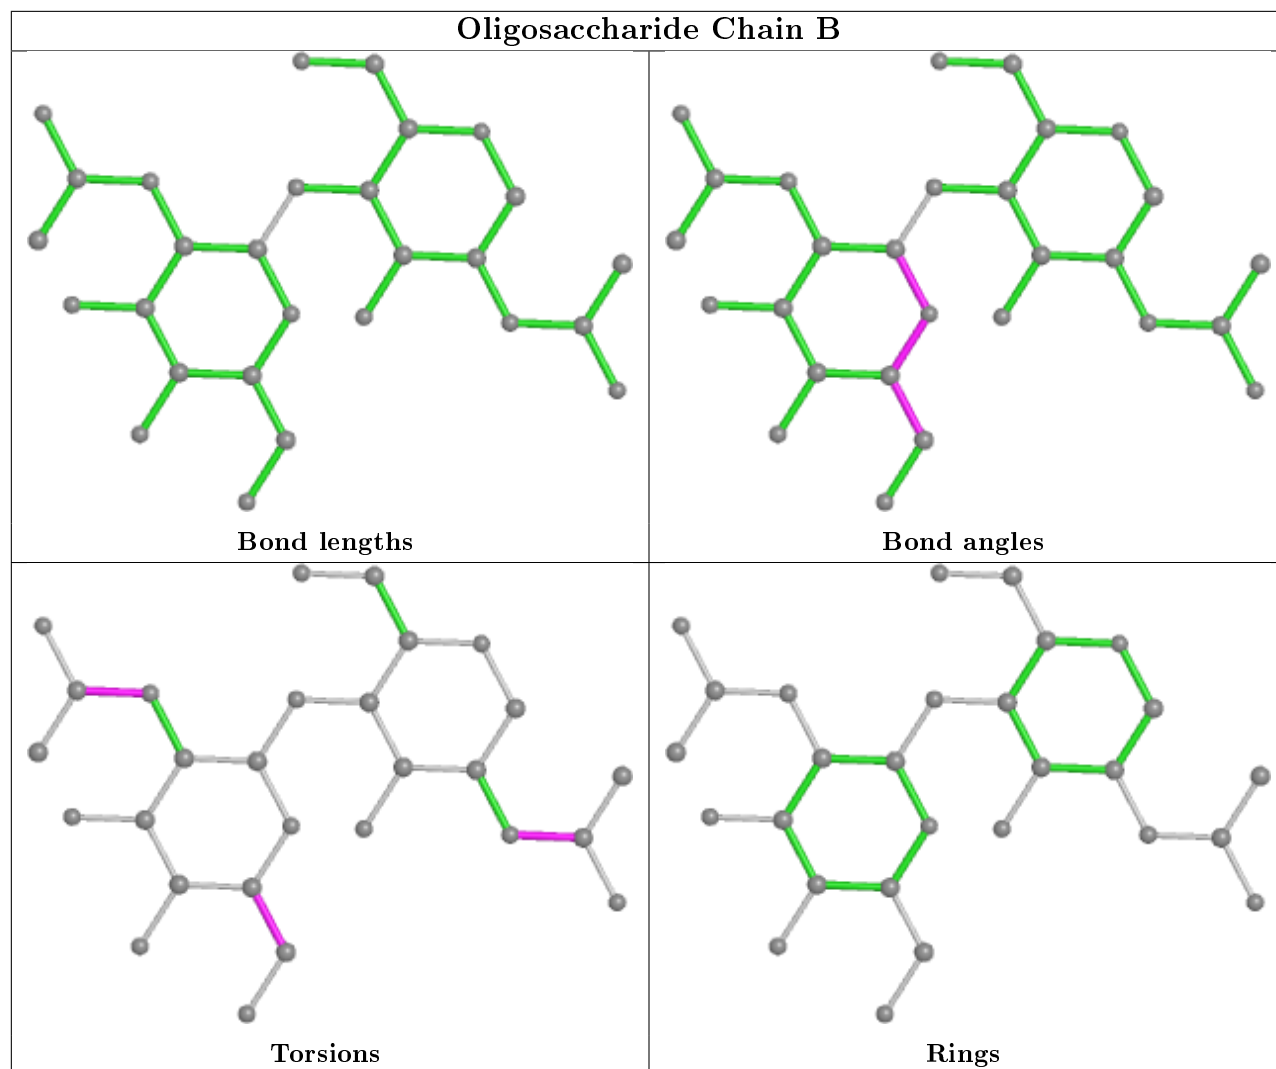 Oligosaccharide Chain B
Bond lengths
Bond angles
Torsions
Rings